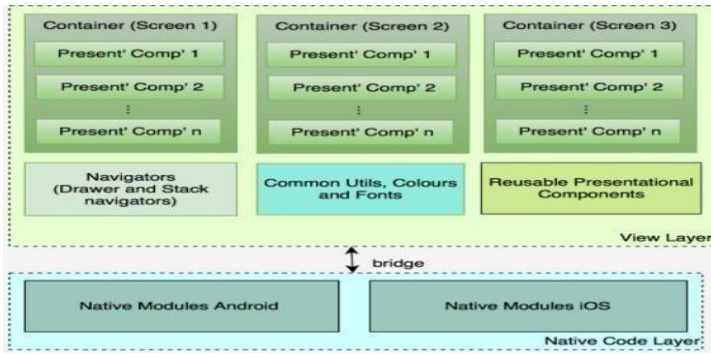 Container (Screen 1)
Present' Comp' 1
Present' Comp' 2
⋮
Present' Comp' n
Container (Screen 2)
Present' Comp' 1
Present' Comp' 2
⋮
Present' Comp' n
Container (Screen 3)
Present' Comp' 1
Present' Comp' 2
⋮
Present' Comp' n
Navigators
(Drawer and Stack
navigators)
Common Utils, Colours
and Fonts
Reusable Presentational
Components
View Layer
bridge
Native Modules Android
Native Modules iOS
Native Code Layer